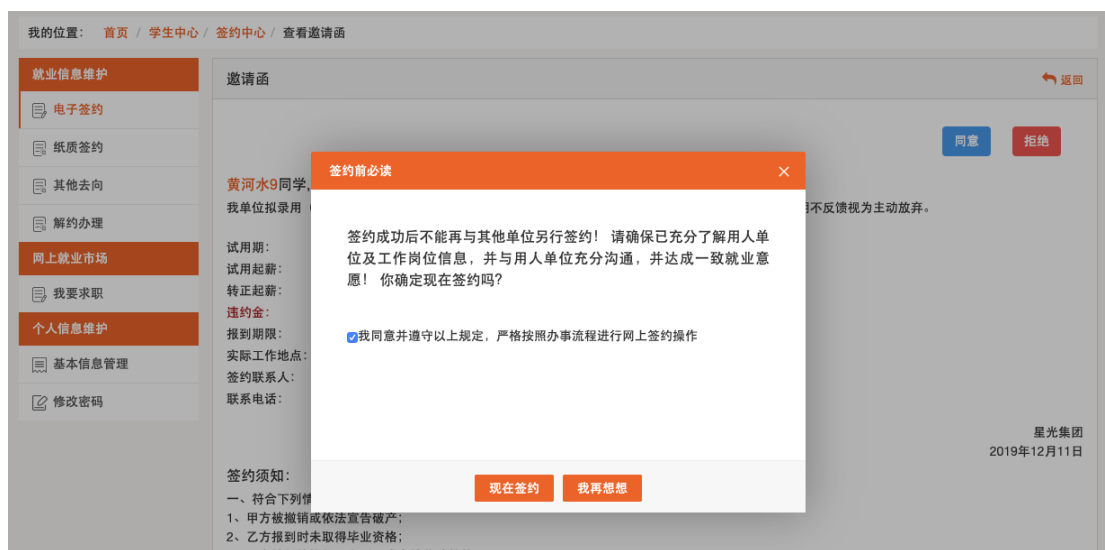 我的位置: 首页 / 学生中心 / 签约中心 / 查看邀请函
就业信息维护
电子签约
纸质签约
其他去向
解约办理
网上就业市场
我要求职
个人信息维护
基本信息管理
修改密码
邀请函
返回
同意 拒绝
黄河水9同学,
我单位拟录用
不反馈视为主动放弃。
试用期:
试用起薪:
转正起薪:
违约金:
报到期限:
实际工作地点:
签约联系人:
联系电话:
星光集团
2019年12月11日
签约须知:
一、符合下列情
1、甲方被撤销或依法宣告破产;
2、乙方报到时未取得毕业资格;
签约前必读
签约成功后不能再与其他单位另行签约! 请确保已充分了解用人单
位及工作岗位信息, 并与用人单位充分沟通, 并达成一致就业意
愿! 你确定现在签约吗?
我同意并遵守以上规定, 严格按照办事流程进行网上签约操作
现在签约 我再想想